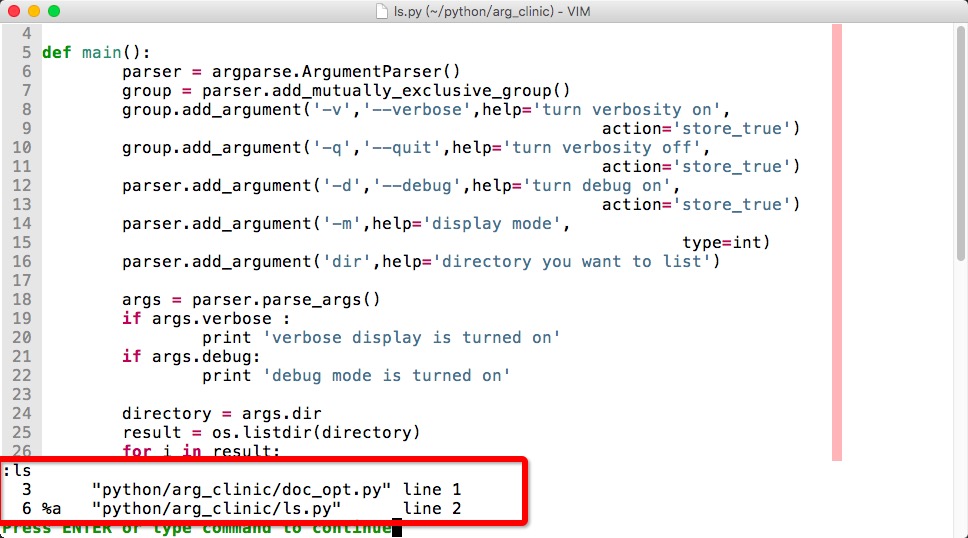 ls.py (~/python/arg_clinic) - VIM
4
5 def main():
6         parser = argparse.ArgumentParser()
7         group = parser.add_mutually_exclusive_group()
8         group.add_argument('-v','--verbose',help='turn verbosity on',
9                                                         action='store_true')
10         group.add_argument('-q','--quit',help='turn verbosity off',
11                                                         action='store_true')
12         parser.add_argument('-d','--debug',help='turn debug on',
13                                                         action='store_true')
14         parser.add_argument('-m',help='display mode',
15                                                                 type=int)
16         parser.add_argument('dir',help='directory you want to list')
17
18         args = parser.parse_args()
19         if args.verbose :
20                 print 'verbose display is turned on'
21         if args.debug:
22                 print 'debug mode is turned on'
23
24         directory = args.dir
25         result = os.listdir(directory)
26         for i in result:
:ls
  3      "python/arg_clinic/doc_opt.py" line 1
  6 %a   "python/arg_clinic/ls.py"      line 2
Press ENTER or type command to continue